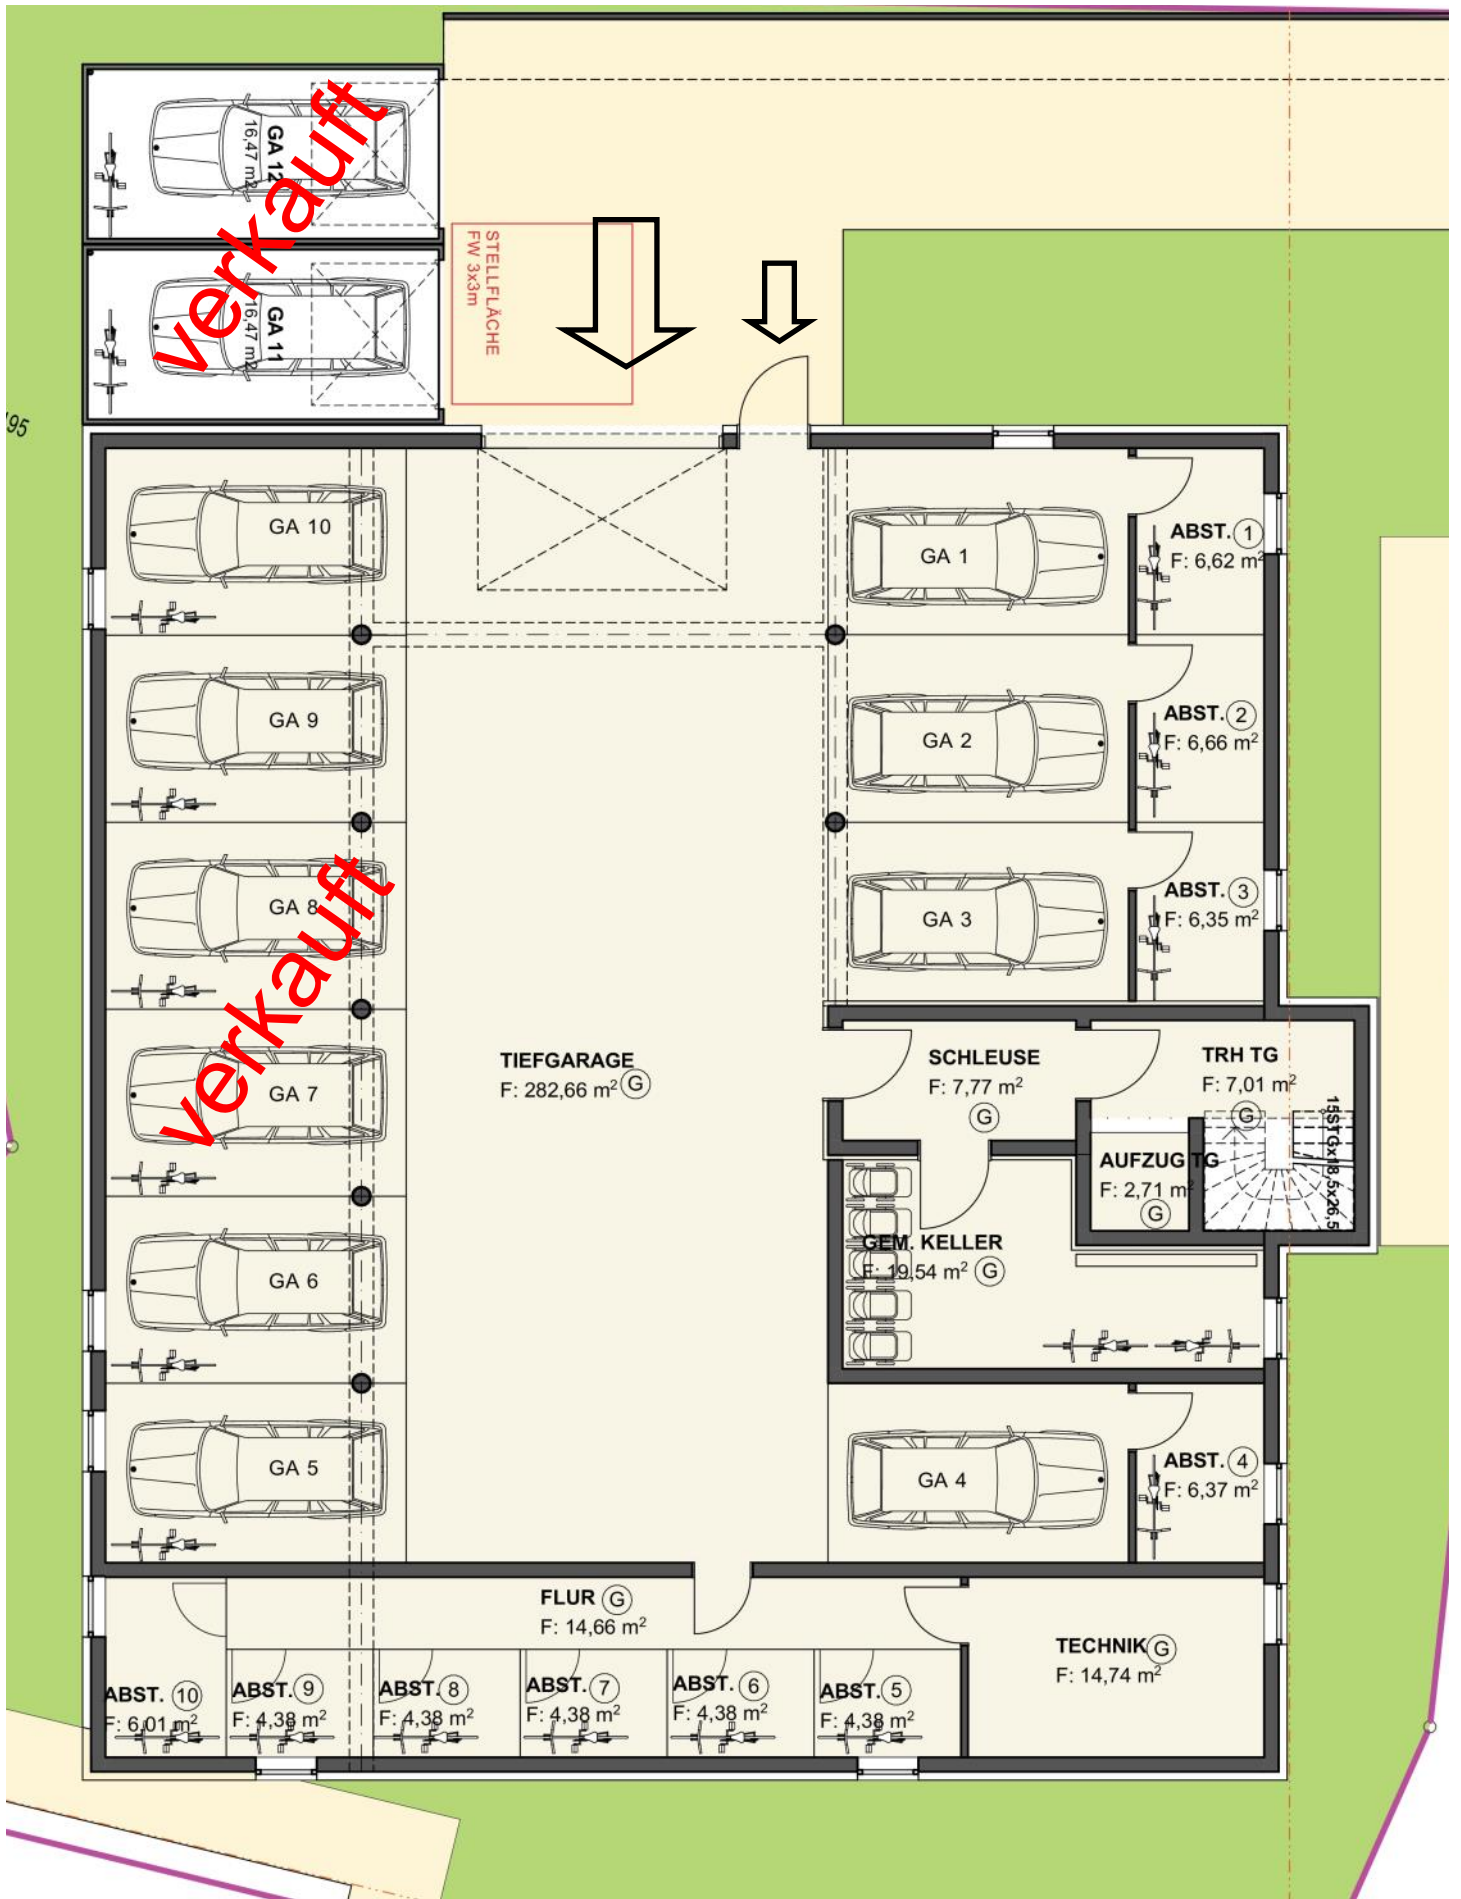 GA 12
16,47 m2
verkauft
GA 11
16,47 m2
STELLFLÄCHE
FW 3x3m
495
GA 10
GA 1
ABST. 1
F: 6,62 m²
GA 9
GA 2
ABST. 2
F: 6,66 m²
GA 8
verkauft
GA 3
ABST. 3
F: 6,35 m²
GA 7
TIEFGARAGE
F: 282,66 m² G
SCHLEUSE
F: 7,77 m²
G
TRH TG
F: 7,01 m²
G
15STGx18,5x26,5
AUFZUG TG
F: 2,71 m²
G
GEM. KELLER
F: 19,54 m² G
GA 6
GA 5
GA 4
ABST. 4
F: 6,37 m²
FLUR G
F: 14,66 m²
TECHNIK G
F: 14,74 m²
ABST. 10
F: 6,01 m²
ABST. 9
F: 4,38 m²
ABST. 8
F: 4,38 m²
ABST. 7
F: 4,38 m²
ABST. 6
F: 4,38 m²
ABST. 5
F: 4,38 m²